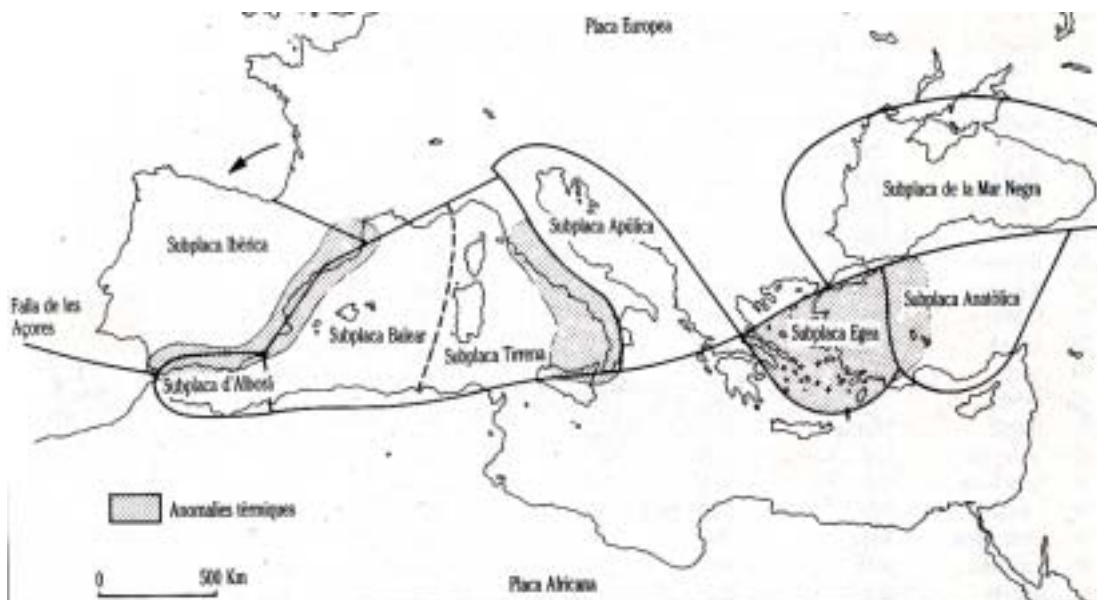 Placa Europea
Subplaca de la Mar Negra
Subplaca Ibèrica
Subplaca Apúlica
Falla de les
Açores
Subplaca Anatòlica
Subplaca Balear
Subplaca Egea
Subplaca Tirrena
Subplaca d'Alborà
Anomalies tèrmiques
0
500 Km
Placa Africana